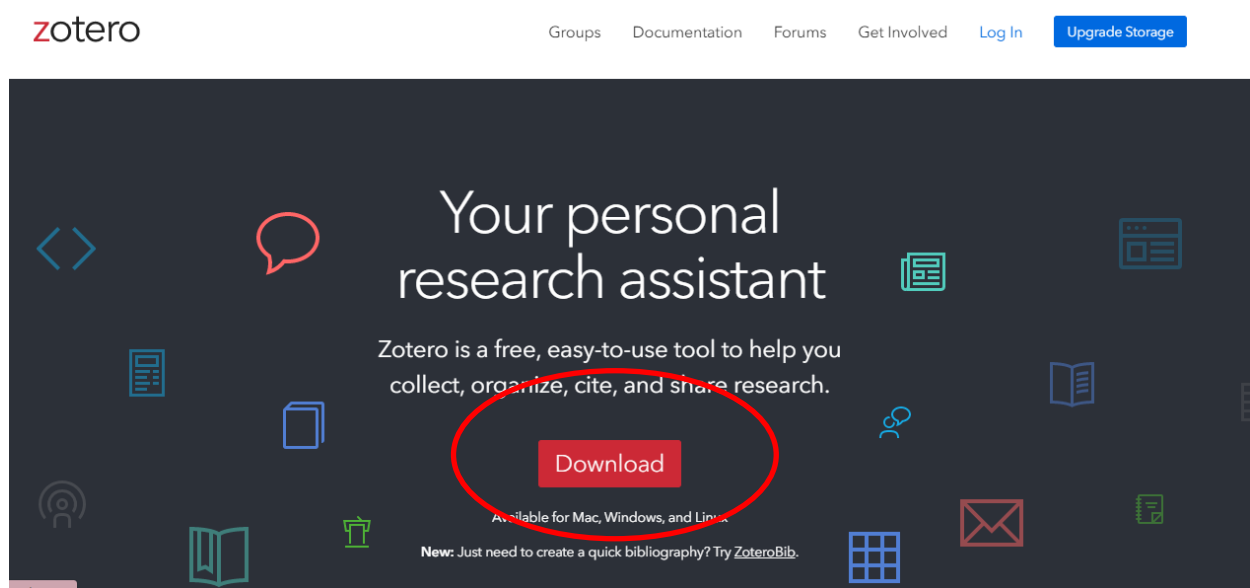 zotero
Groups Documentation Forums Get Involved Log In Upgrade Storage
Your personal
research assistant
Zotero is a free, easy-to-use tool to help you
collect, organize, cite, and share research.
Download
Available for Mac, Windows, and Linux
New: Just need to create a quick bibliography? Try ZoteroBib.